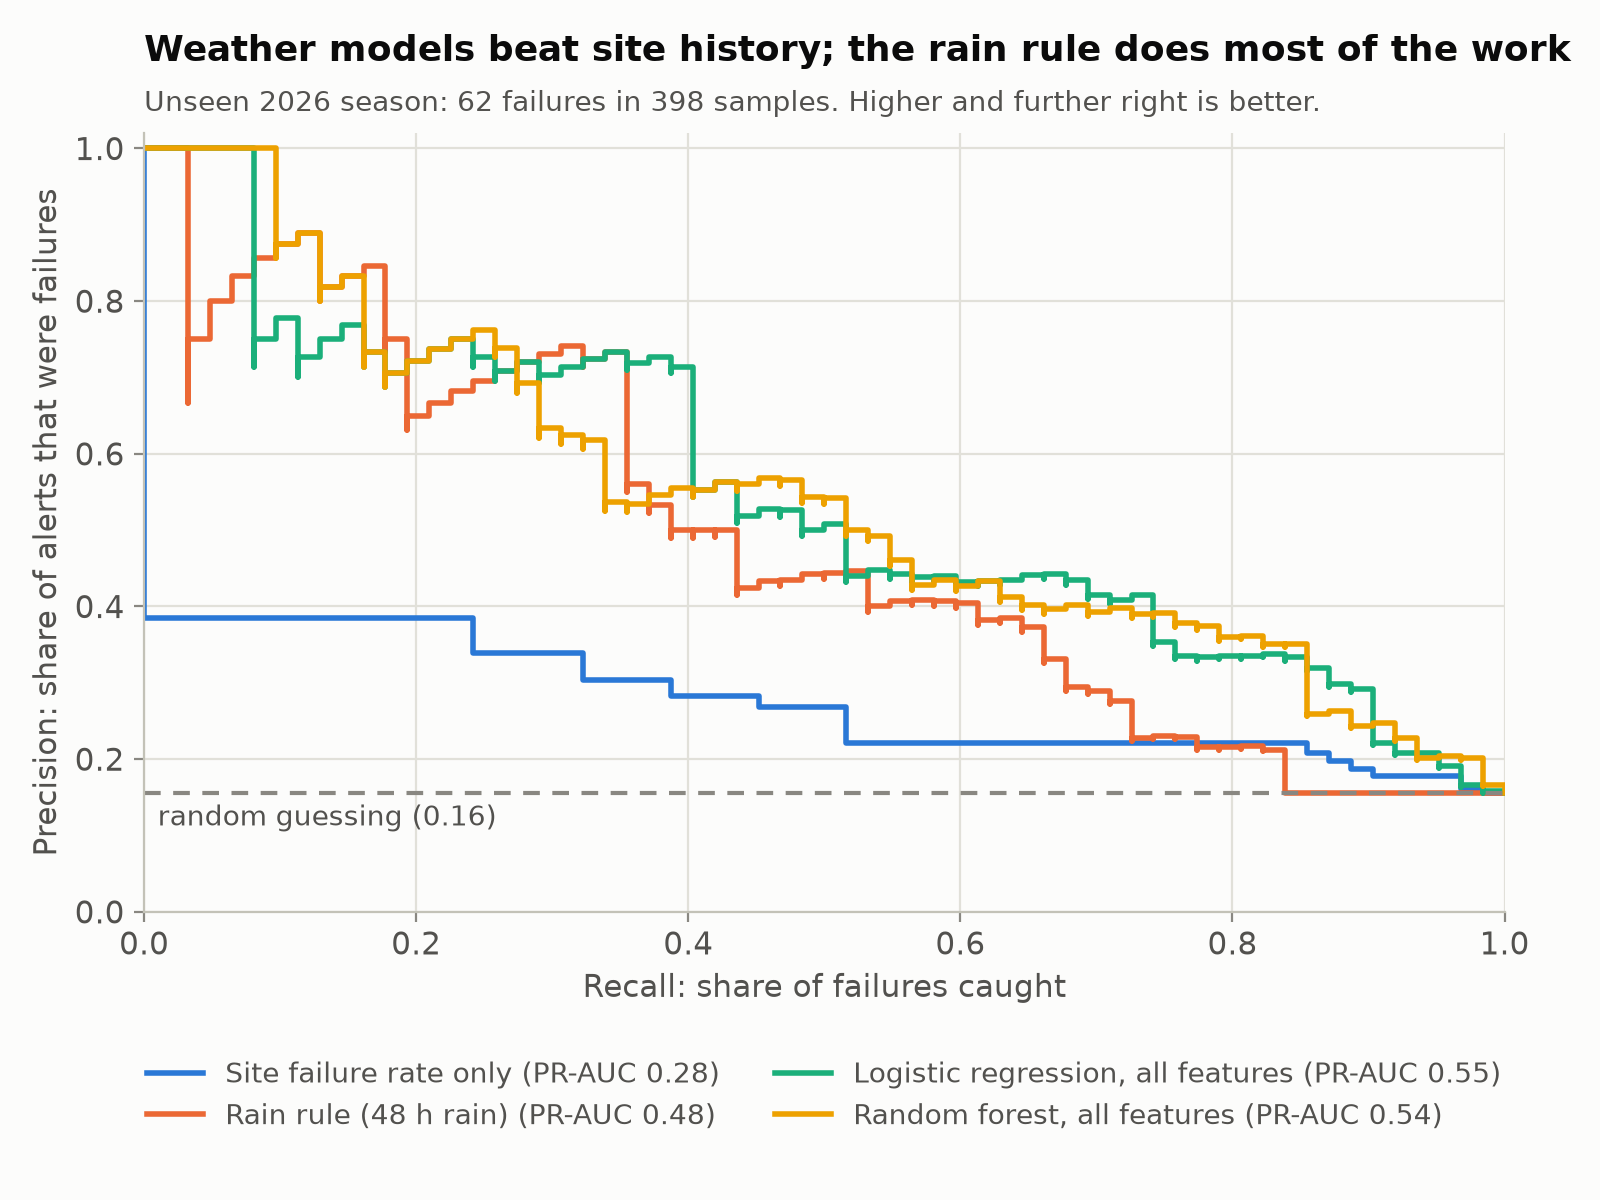 Weather models beat site history; the rain rule does most of the work
Unseen 2026 season: 62 failures in 398 samples. Higher and further right is better.
Precision: share of alerts that were failures
1.0
0.8
0.6
0.4
0.2
0.0
random guessing (0.16)
0.0 0.2 0.4 0.6 0.8 1.0
Recall: share of failures caught
Site failure rate only (PR-AUC 0.28)
Rain rule (48 h rain) (PR-AUC 0.48)
Logistic regression, all features (PR-AUC 0.55)
Random forest, all features (PR-AUC 0.54)